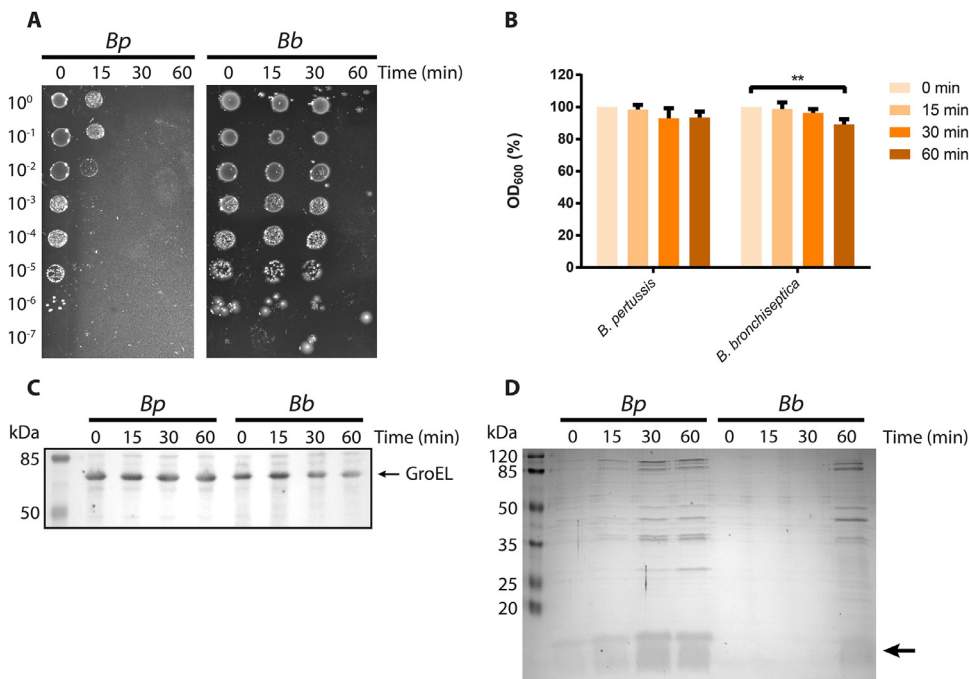 A
Bp
Bb
0 15 30 60 0 15 30 60 Time (min)
10⁰
10⁻¹
10⁻²
10⁻³
10⁻⁴
10⁻⁵
10⁻⁶
10⁻⁷
B
120
100
80
60
40
20
0
OD₆₀₀ (%)
**
0 min
15 min
30 min
60 min
B. pertussis
B. bronchiseptica
C
Bp
Bb
kDa
0 15 30 60 0 15 30 60 Time (min)
85
GroEL
50
D
Bp
Bb
kDa
0 15 30 60 0 15 30 60 Time (min)
120
85
50
35
25
20